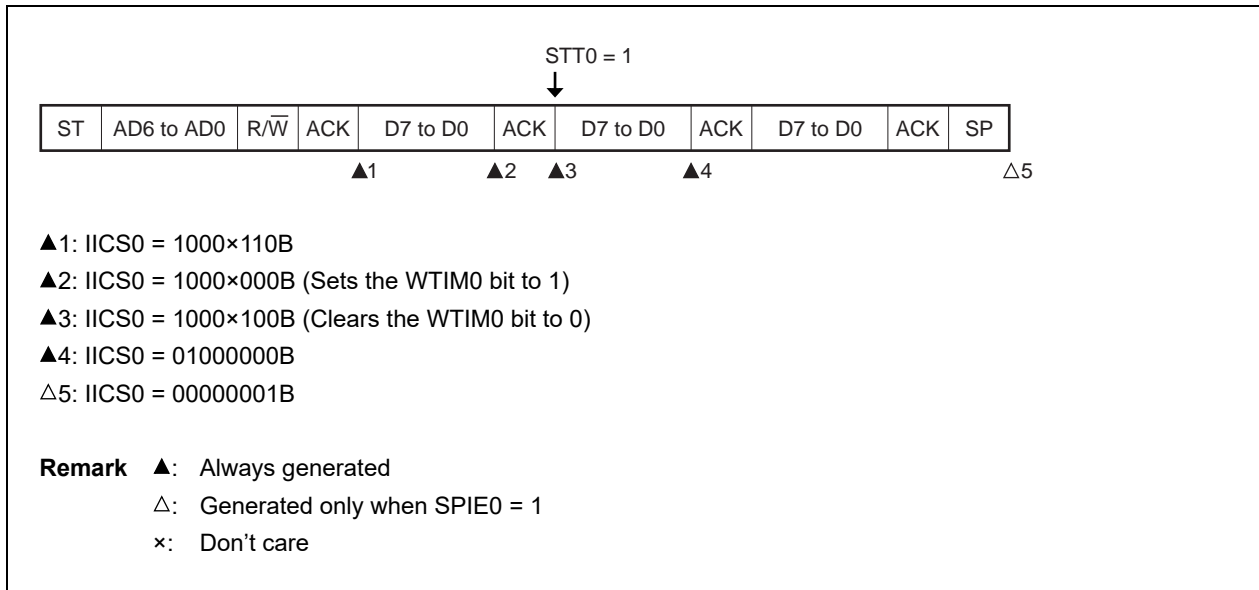 STT0 = 1
ST AD6 to AD0 R/W̅ ACK D7 to D0 ACK D7 to D0 ACK D7 to D0 ACK SP
▲1 ▲2 ▲3 ▲4 △5
▲1: IICS0 = 1000×110B
▲2: IICS0 = 1000×000B (Sets the WTIM0 bit to 1)
▲3: IICS0 = 1000×100B (Clears the WTIM0 bit to 0)
▲4: IICS0 = 01000000B
△5: IICS0 = 00000001B
Remark ▲: Always generated
△: Generated only when SPIE0 = 1
×: Don’t care